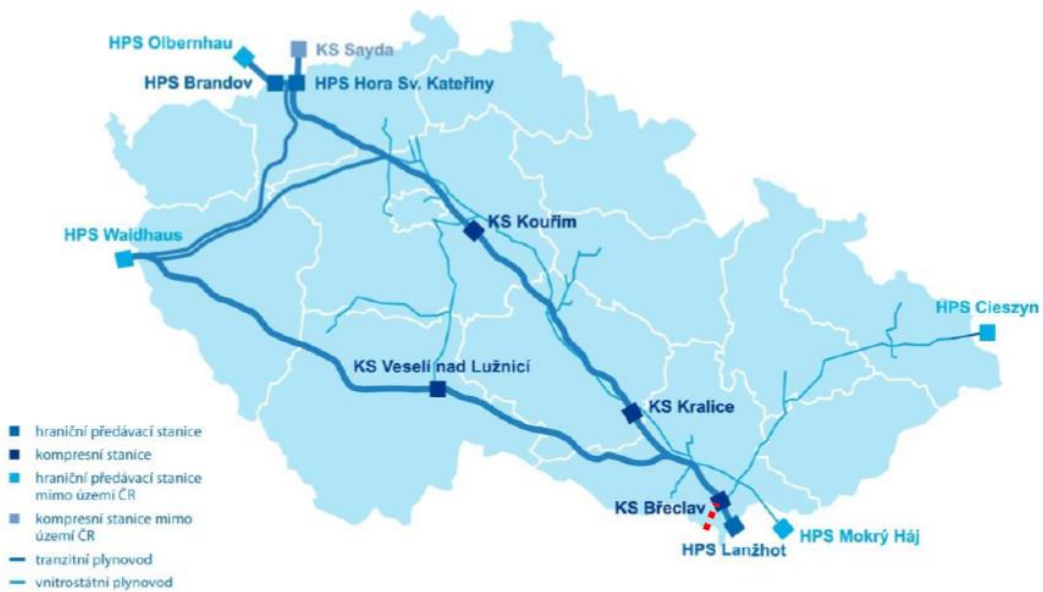 HPS Olbernhau
KS Sayda
HPS Brandov
HPS Hora Sv. Kateřiny
KS Kouřim
HPS Waidhaus
HPS Cieszyn
KS Veselí nad Lužnicí
KS Kralice
KS Břeclav
HPS Lanžhot
HPS Mokrý Háj
hraniční předávací stanice
kompresní stanice
hraniční předávací stanice
mimo území ČR
kompresní stanice mimo
území ČR
tranzitní plynovod
vnitrostátní plynovod